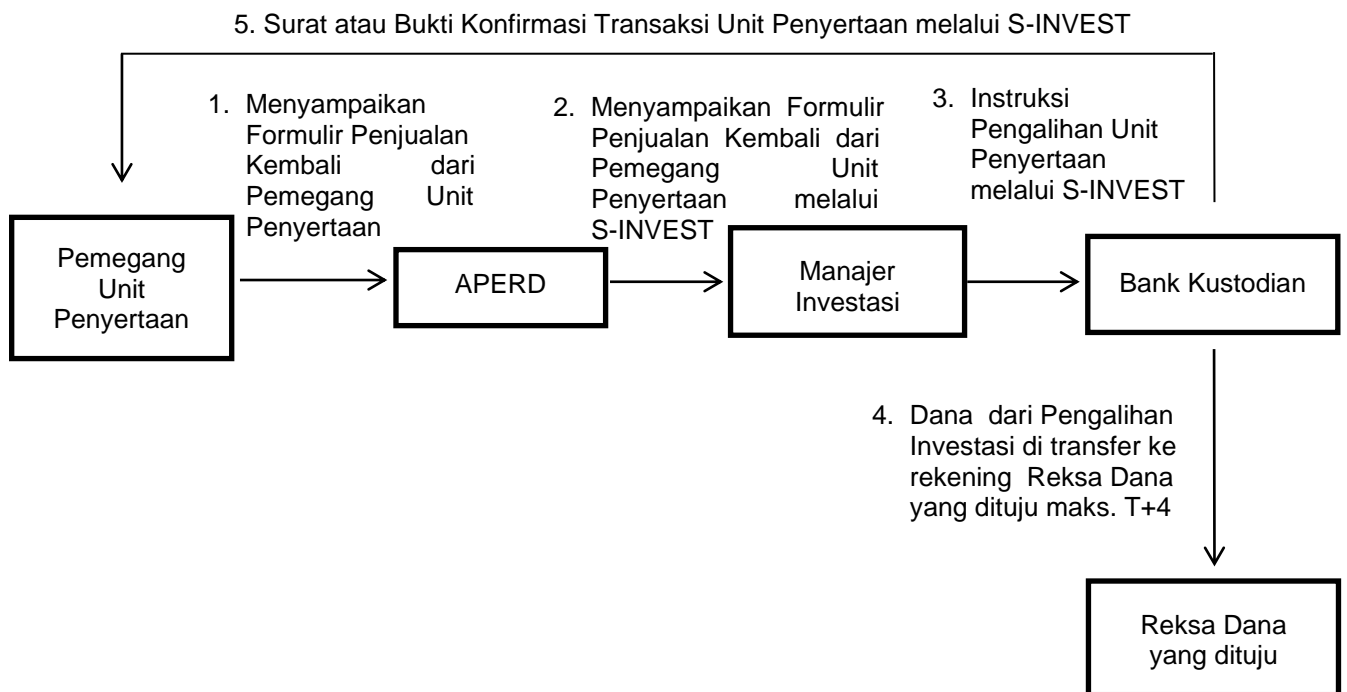 5. Surat atau Bukti Konfirmasi Transaksi Unit Penyertaan melalui S-INVEST
1. Menyampaikan
Formulir Penjualan
Kembali dari
Pemegang Unit
Penyertaan
2. Menyampaikan Formulir
Penjualan Kembali dari
Pemegang Unit
Penyertaan melalui
S-INVEST
3. Instruksi
Pengalihan Unit
Penyertaan
melalui S-INVEST
Pemegang
Unit
Penyertaan
APERD
Manajer
Investasi
Bank Kustodian
4. Dana dari Pengalihan
Investasi di transfer ke
rekening Reksa Dana
yang dituju maks. T+4
Reksa Dana
yang dituju